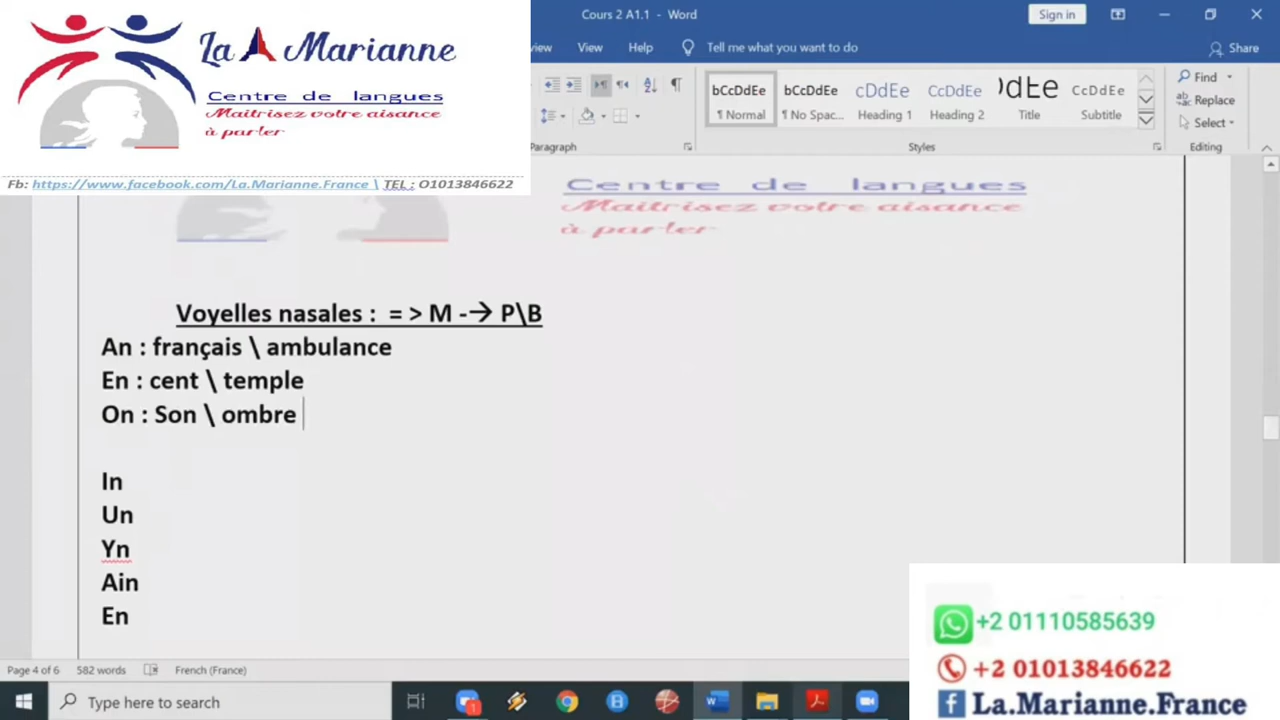 Cours 2 A1.1 - Word
Sign in
View
Help
Tell me what you want to do
Share
La Marianne
Centre de langues
Maitrisez votre aisance
à parler
Fb: https://www.facebook.com/La.Marianne.France \ TEL : O1013846622
bCcDdEe
bCcDdEe
cDdEe
CcDdEe
CcDdEe
¶ Normal
¶ No Spac...
Heading 1
Heading 2
Title
Subtitle
Find
Replace
Select
Paragraph
Styles
Editing
Centre de langues
Maitrisez votre aisance
à parler
Voyelles nasales : = > M -→ P\B
An : français \ ambulance
En : cent \ temple
On : Son \ ombre
In
Un
Yn
Ain
En
+2 01110585639
+2 01013846622
La.Marianne.France
Page 4 of 6
582 words
French (France)
Type here to search